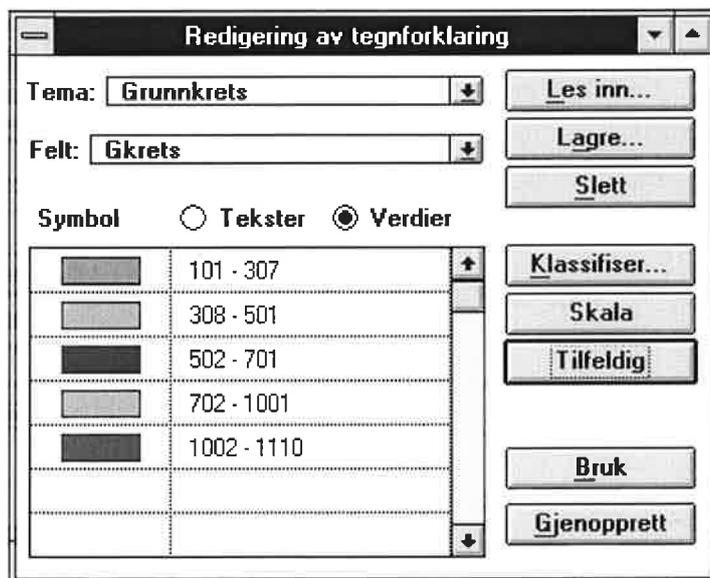 Redigering av tegnforklaring
Tema: Grunnkrets
Felt: Gkrets
Symbol Tekster Verdier
101 - 307
308 - 501
502 - 701
702 - 1001
1002 - 1110
Les inn...
Lagre...
Slett
Klassifiser...
Skala
Tilfeldig
Bruk
Gjenopprett